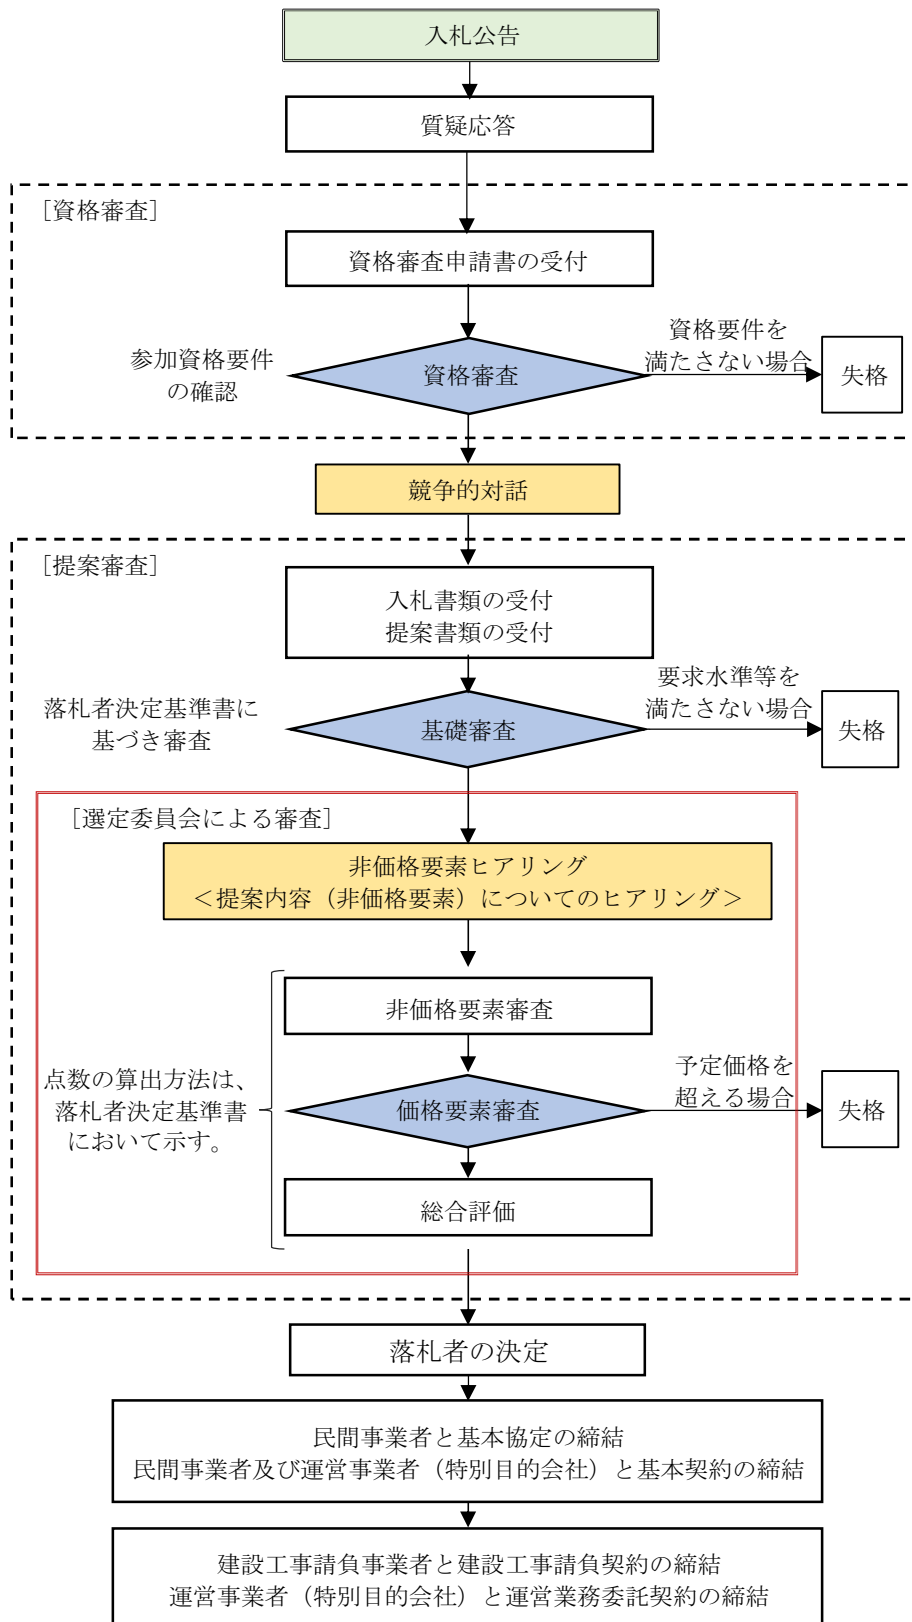 入札公告
質疑応答
［資格審査］
資格審査申請書の受付
参加資格要件
の確認
資格審査
資格要件を
満たさない場合
失格
競争的対話
［提案審査］
入札書類の受付
提案書類の受付
落札者決定基準書に
基づき審査
基礎審査
要求水準等を
満たさない場合
失格
［選定委員会による審査］
非価格要素ヒアリング
＜提案内容（非価格要素）についてのヒアリング＞
非価格要素審査
点数の算出方法は、
落札者決定基準書
において示す。
価格要素審査
予定価格を
超える場合
失格
総合評価
落札者の決定
民間事業者と基本協定の締結
民間事業者及び運営事業者（特別目的会社）と基本契約の締結
建設工事請負事業者と建設工事請負契約の締結
運営事業者（特別目的会社）と運営業務委託契約の締結